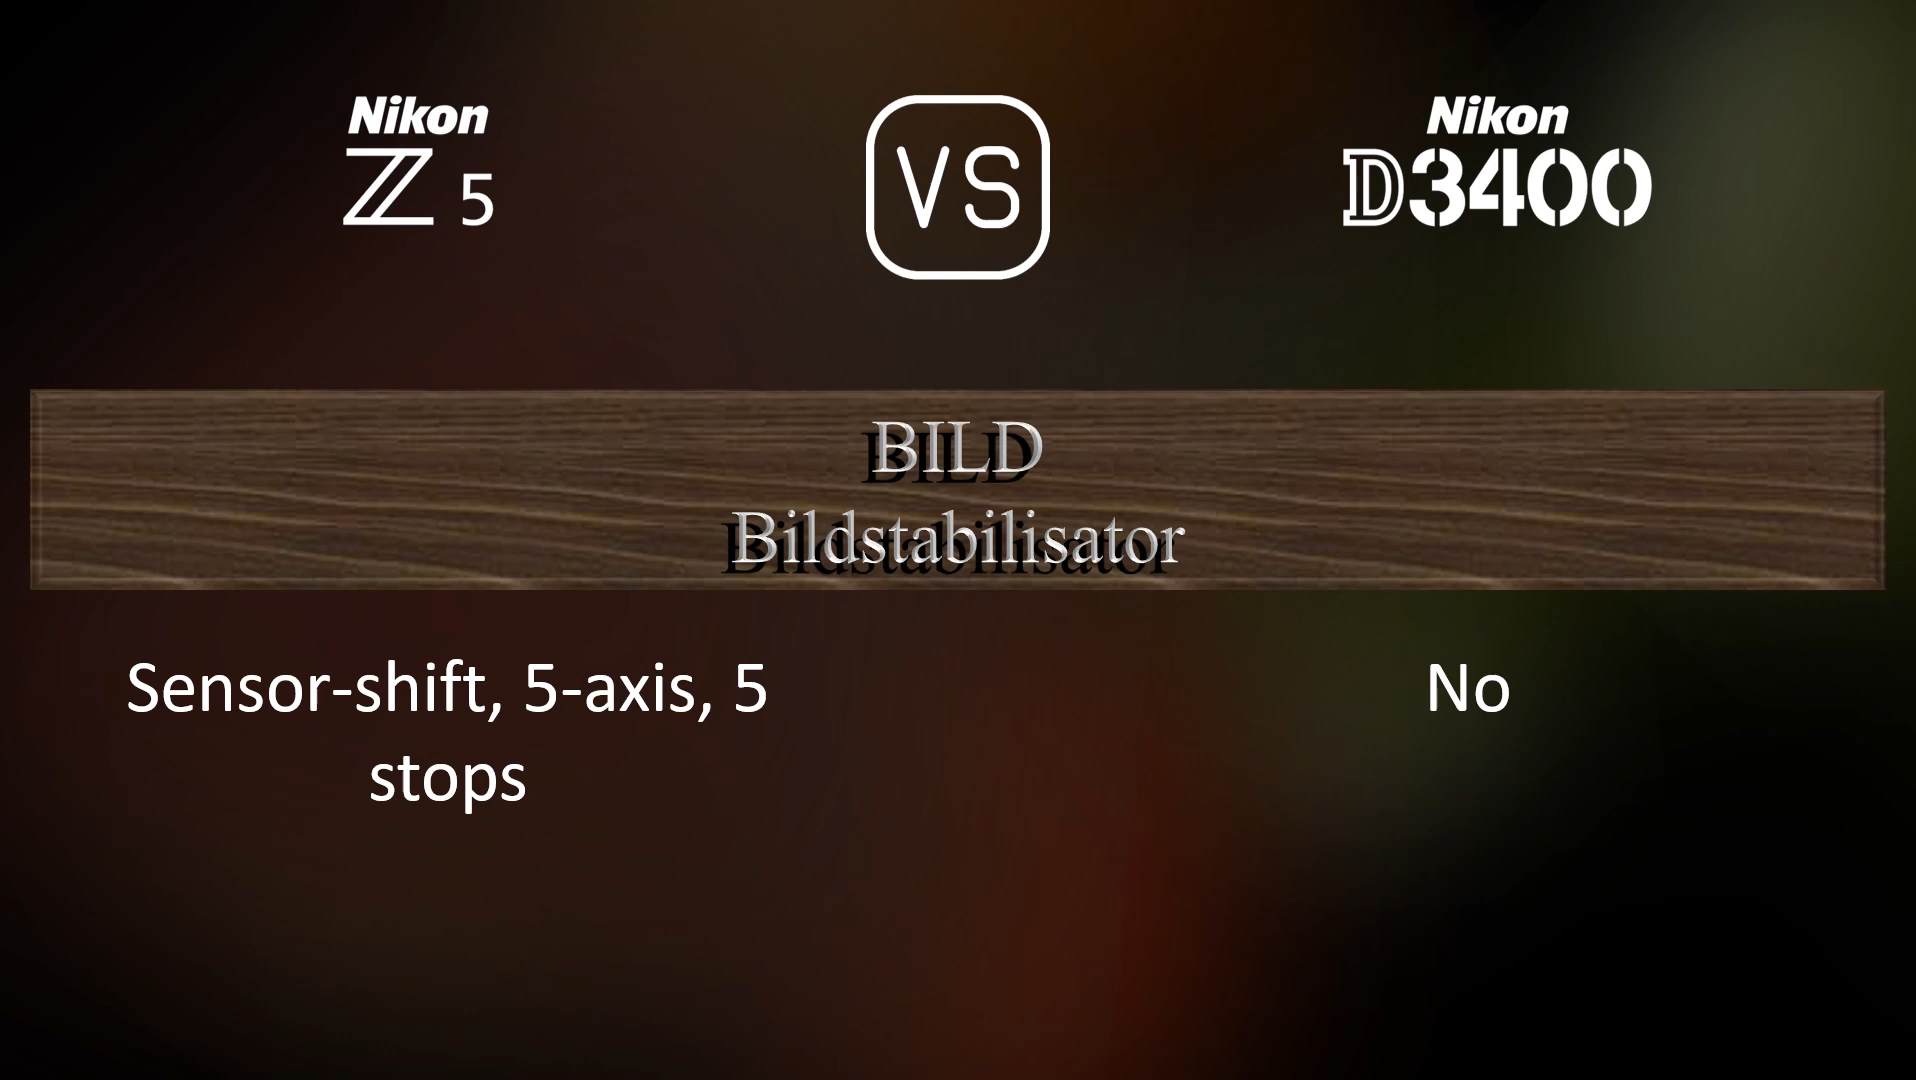 Nikon
Z 5
VS
Nikon
D3400
BILD
Bildstabilisator
Sensor-shift, 5-axis, 5
stops
No